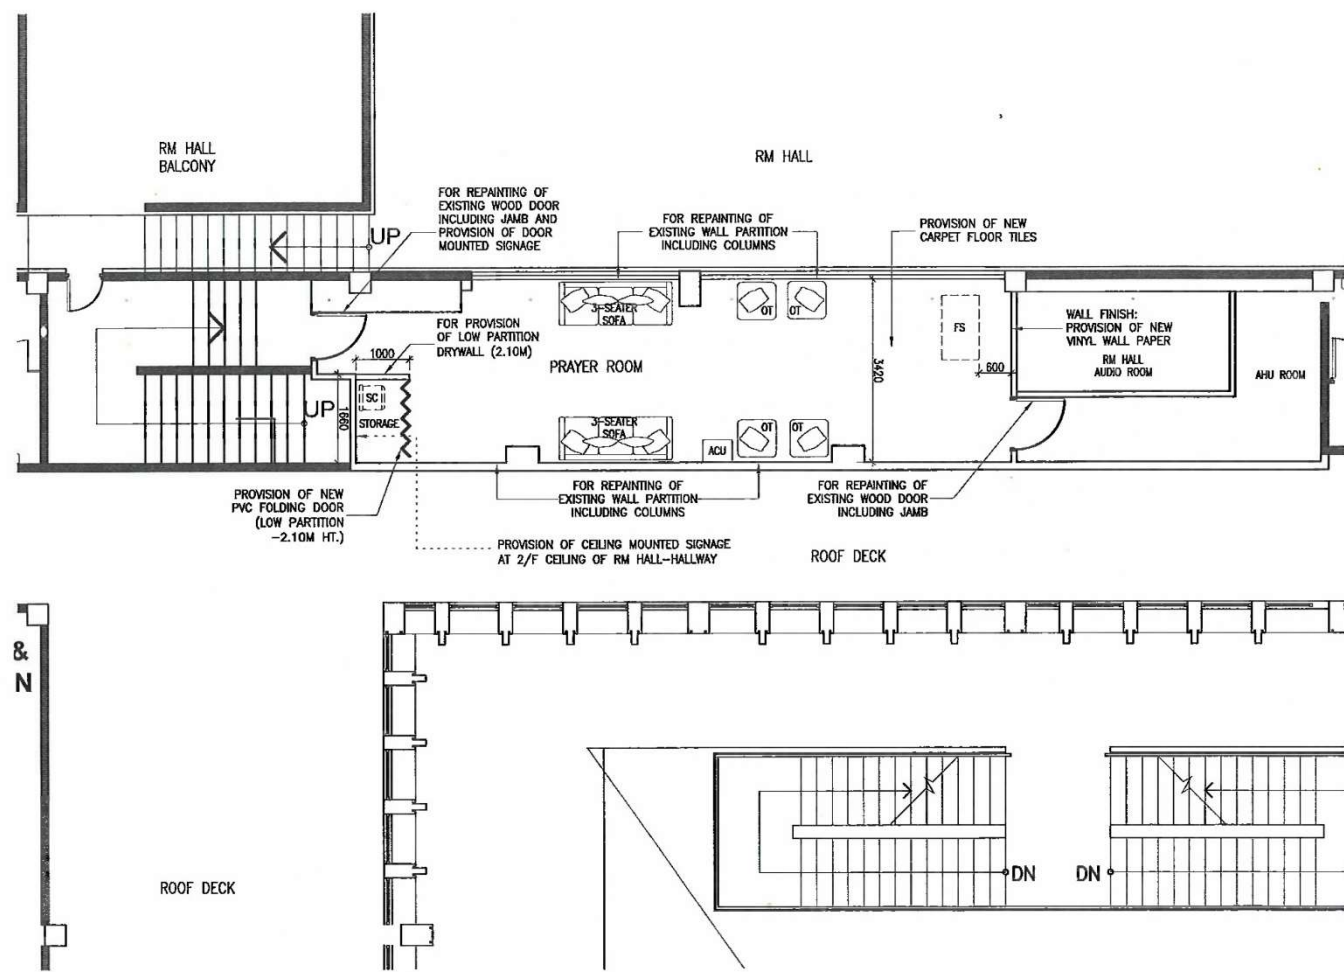 RM HALL
BALCONY
RM HALL
FOR REPAINTING OF
EXISTING WOOD DOOR
INCLUDING JAMB AND
PROVISION OF DOOR
MOUNTED SIGNAGE
FOR REPAINTING OF
EXISTING WALL PARTITION
INCLUDING COLUMNS
PROVISION OF NEW
CARPET FLOOR TILES
UP
3-SEATER
SOFA
OT
OT
FS
WALL FINISH:
PROVISION OF NEW
VINYL WALL PAPER
RM HALL
AUDIO ROOM
FOR PROVISION
OF LOW PARTITION
DRYWALL (2.10M)
1000
PRAYER ROOM
3420
600
AHU ROOM
UP
1660
SC
STORAGE
3-SEATER
SOFA
OT
OT
ACU
PROVISION OF NEW
PVC FOLDING DOOR
(LOW PARTITION
-2.10M HT.)
FOR REPAINTING OF
EXISTING WALL PARTITION
INCLUDING COLUMNS
FOR REPAINTING OF
EXISTING WOOD DOOR
INCLUDING JAMB
PROVISION OF CEILING MOUNTED SIGNAGE
AT 2/F CEILING OF RM HALL-HALLWAY
ROOF DECK
&
N
ROOF DECK
DN
DN